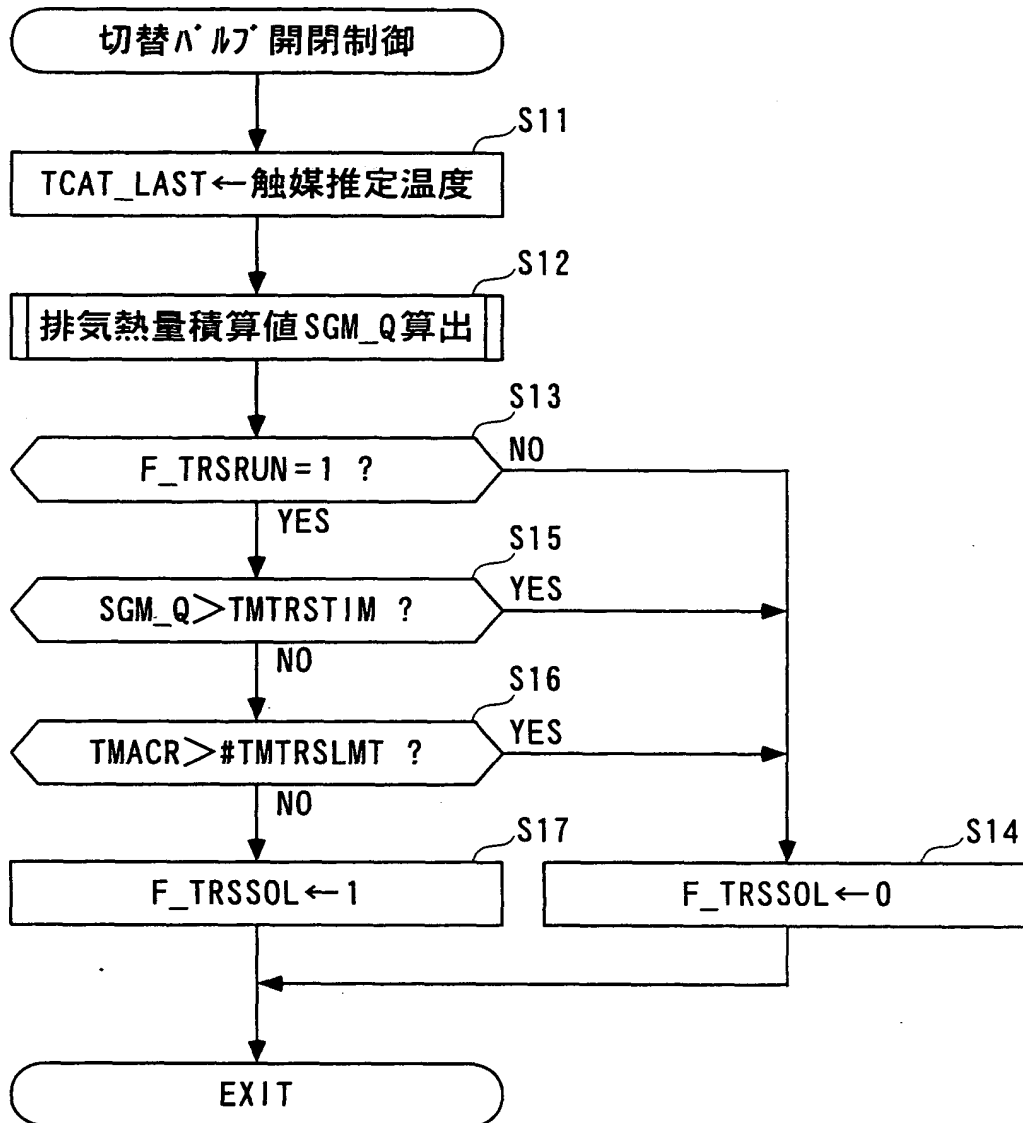 切替バルブ開閉制御
S11
TCAT_LAST←触媒推定温度
S12
排気熱量積算値SGM_Q算出
S13
F_TRSRUN=1 ?
NO
YES
S15
SGM_Q>TMTRSTIM ?
YES
NO
S16
TMACR>#TMTRSLMT ?
YES
NO
S17
F_TRSSOL←1
S14
F_TRSSOL←0
EXIT